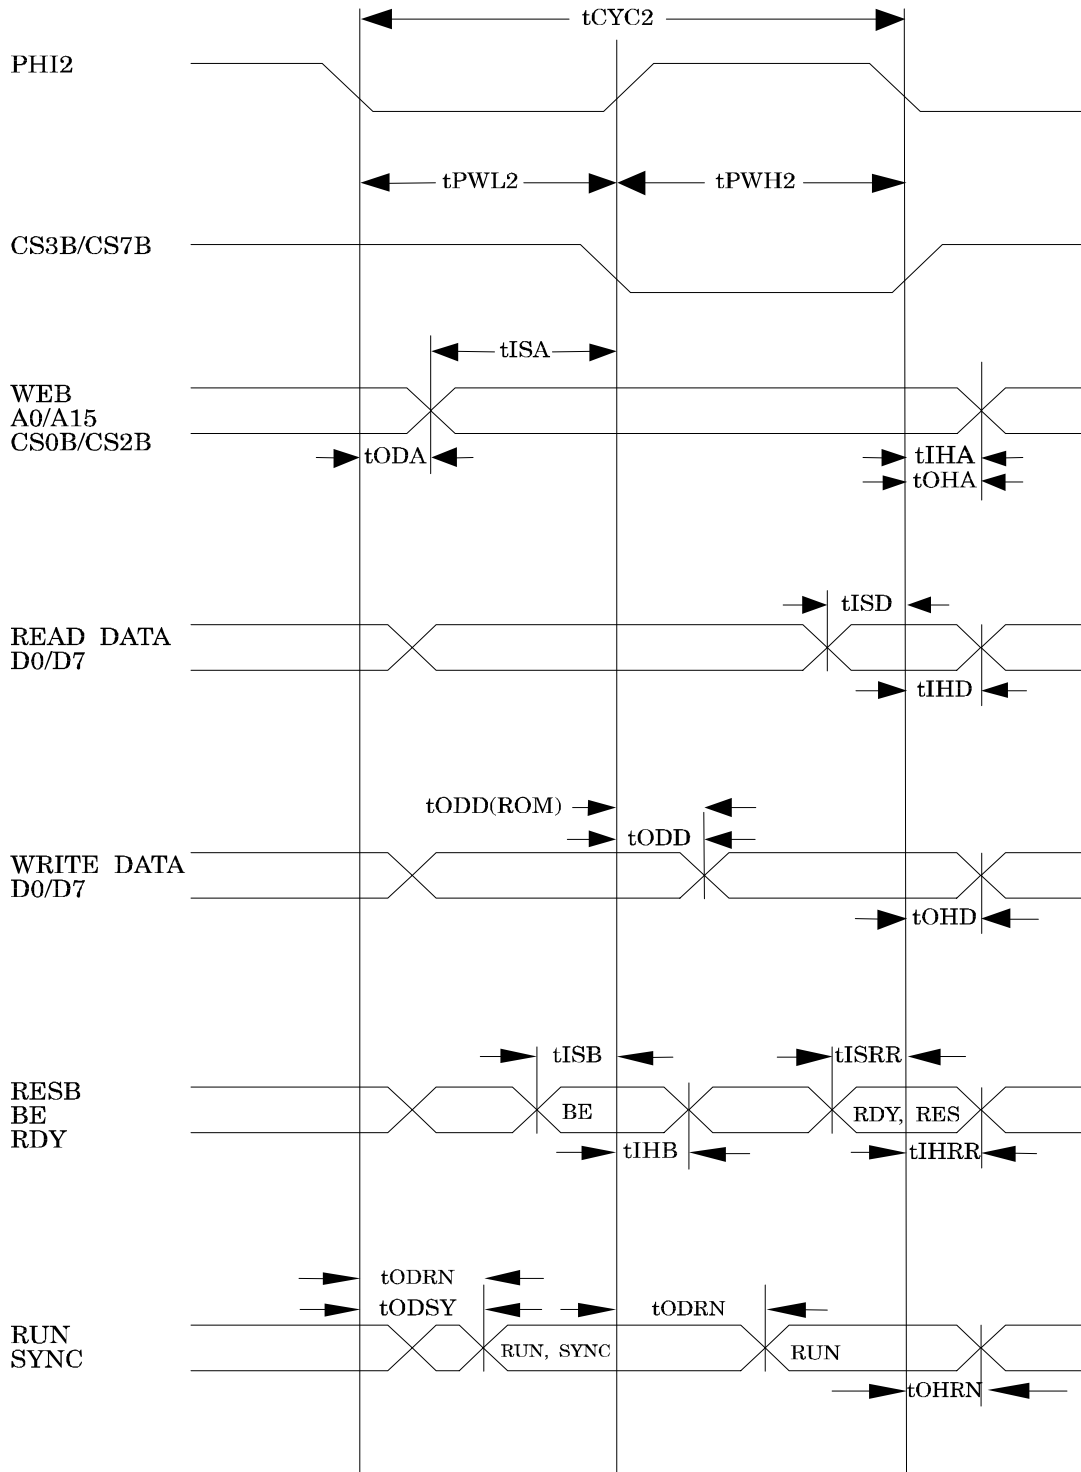 tCYC2
PHI2
tPWL2
tPWH2
CS3B/CS7B
tISA
WEB
A0/A15
CS0B/CS2B
tODA
tIHA
tOHA
tISD
READ DATA
D0/D7
tIHD
tODD(ROM)
tODD
WRITE DATA
D0/D7
tOHD
tISB
tISRR
RESB
BE
RDY
BE
RDY, RES
tIHB
tIHRR
tODRN
tODSY
tODRN
RUN
SYNC
RUN, SYNC
RUN
tOHRN